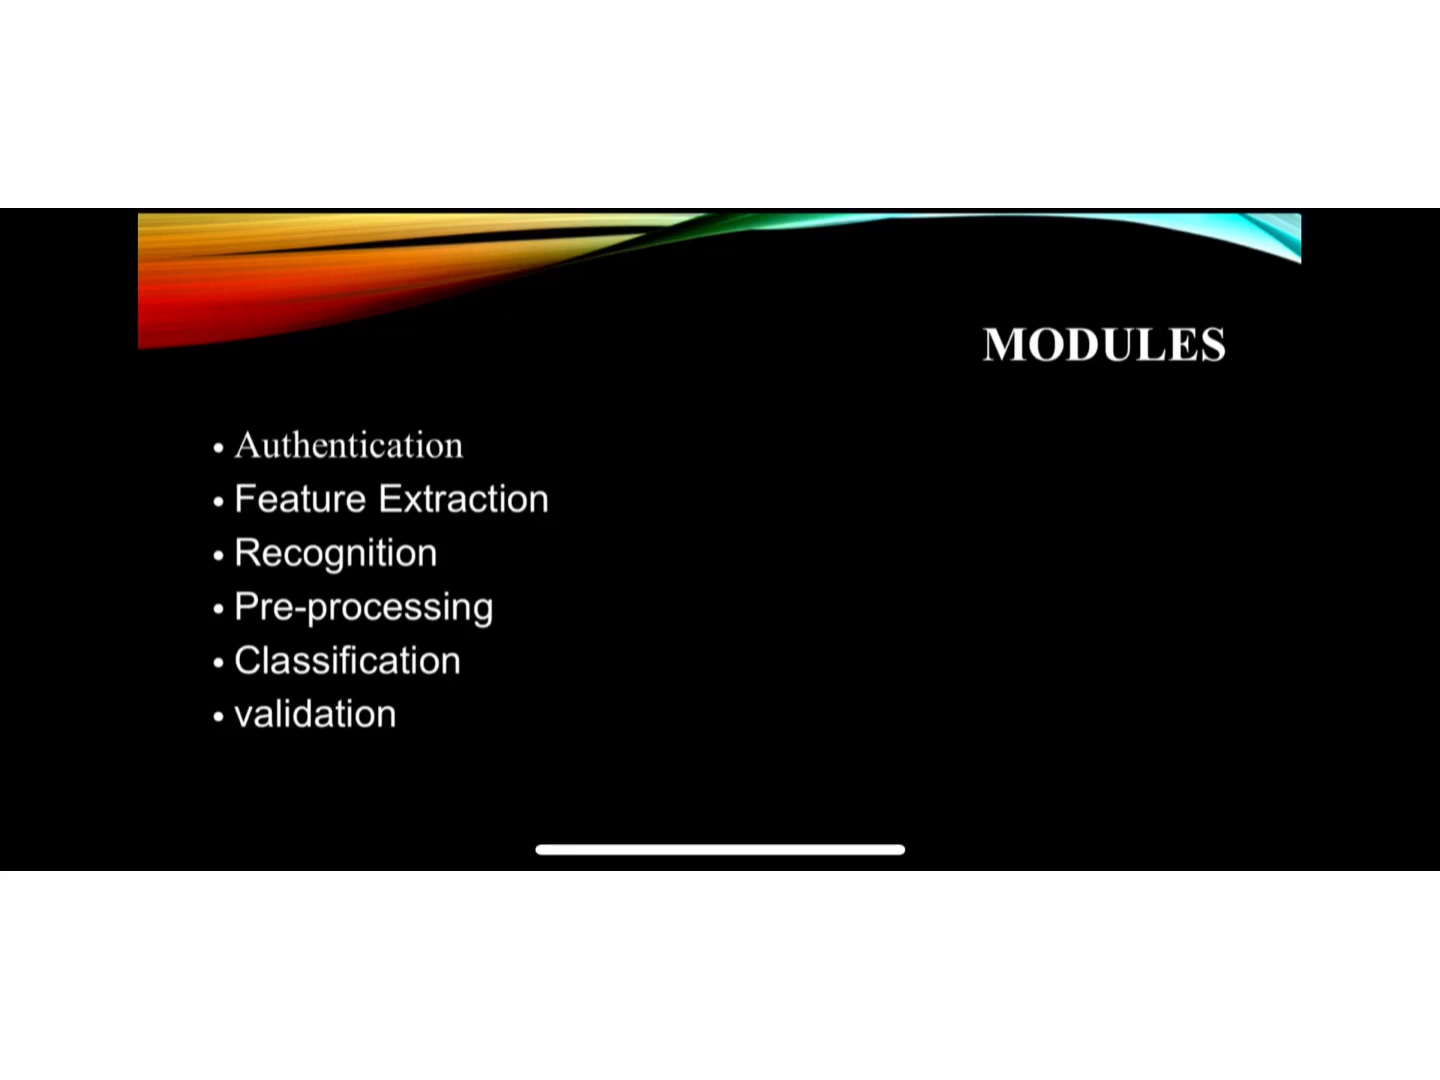 MODULES
• Authentication
• Feature Extraction
• Recognition
• Pre-processing
• Classification
• validation